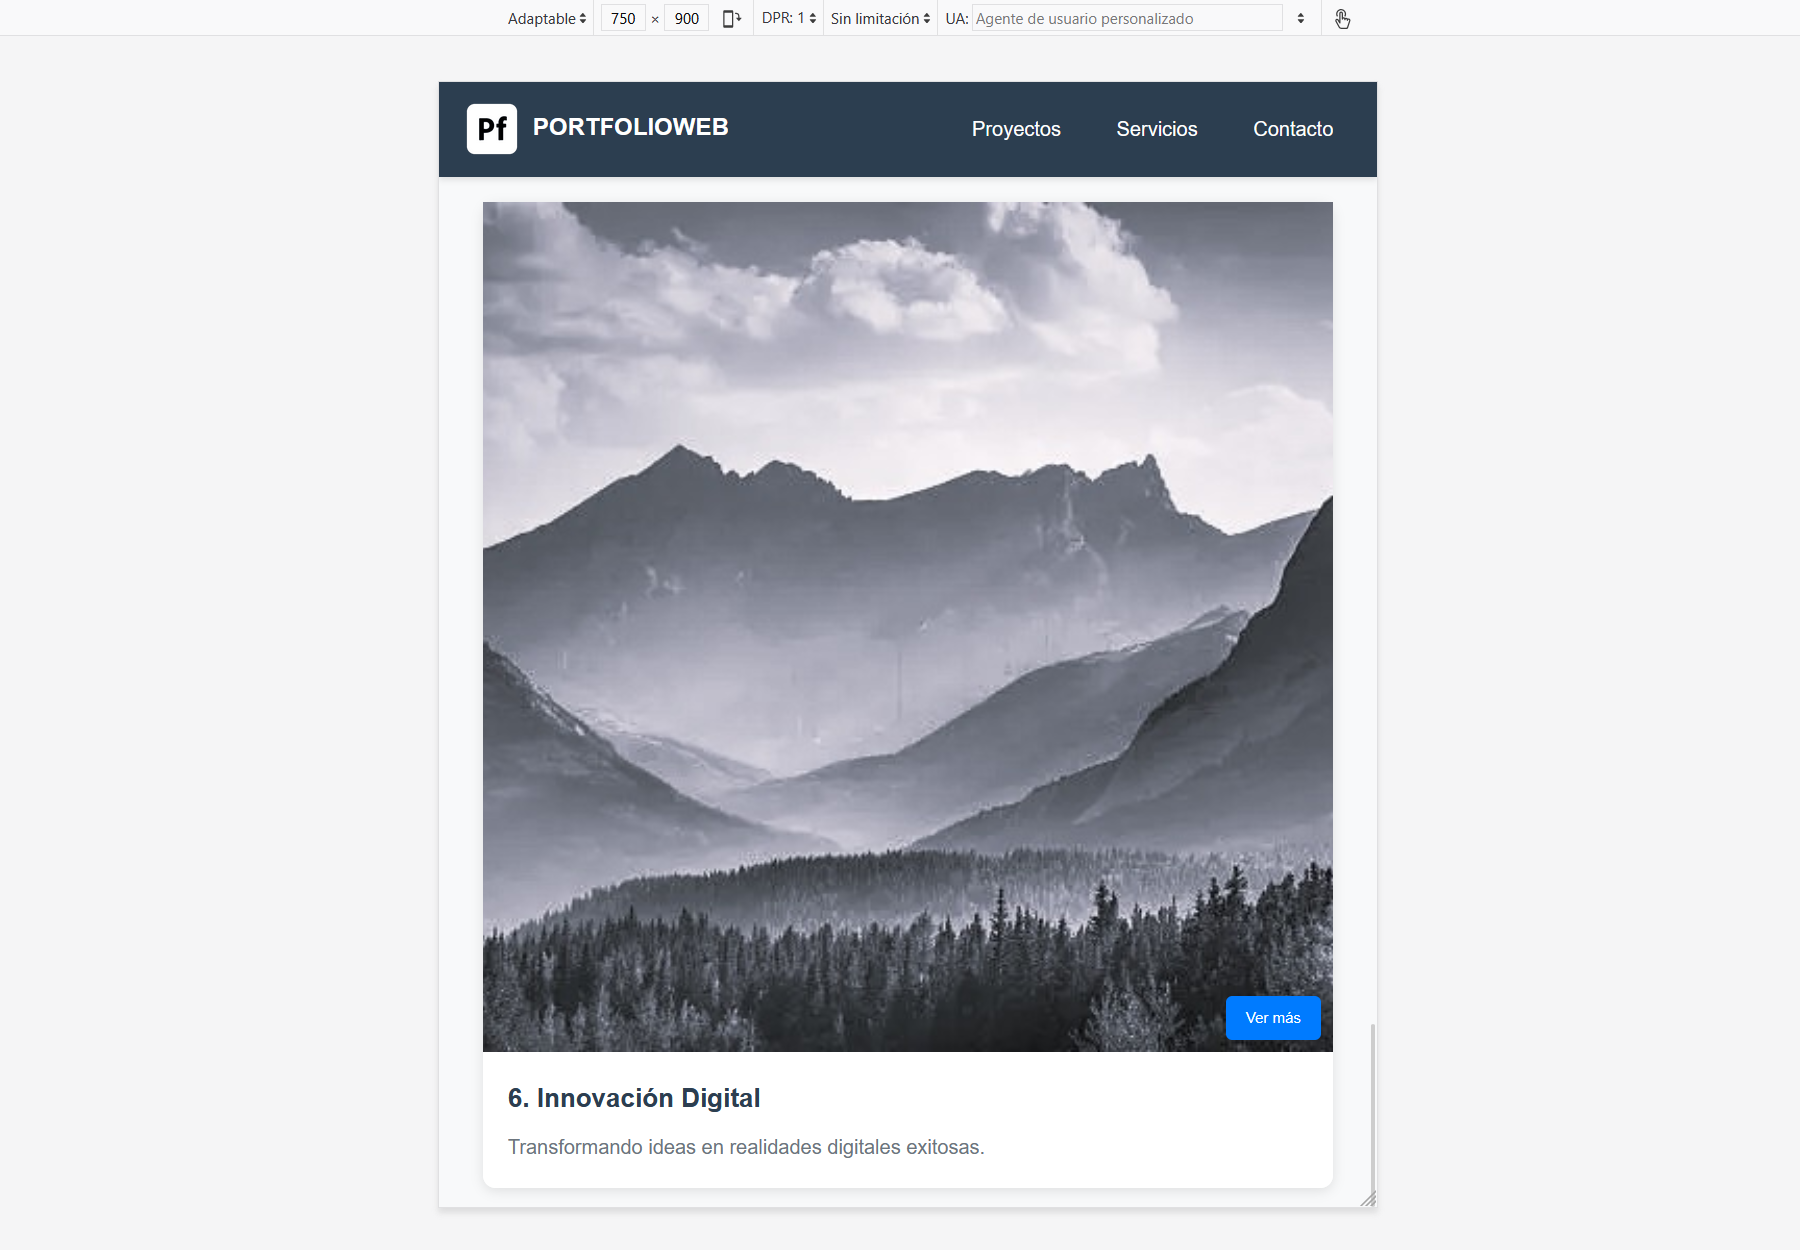 Adaptable 750 × 900 DPR: 1 Sin limitación UA: Agente de usuario personalizado
Pf PORTFOLIOWEB Proyectos Servicios Contacto
Ver más
6. Innovación Digital
Transformando ideas en realidades digitales exitosas.